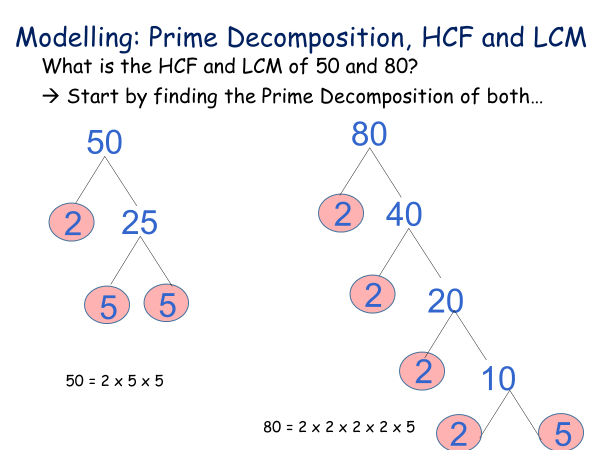 Modelling: Prime Decomposition, HCF and LCM
What is the HCF and LCM of 50 and 80?
→ Start by finding the Prime Decomposition of both…
50
80
2
25
2
40
5
5
2
20
2
10
50 = 2 x 5 x 5
80 = 2 x 2 x 2 x 2 x 5
2
5